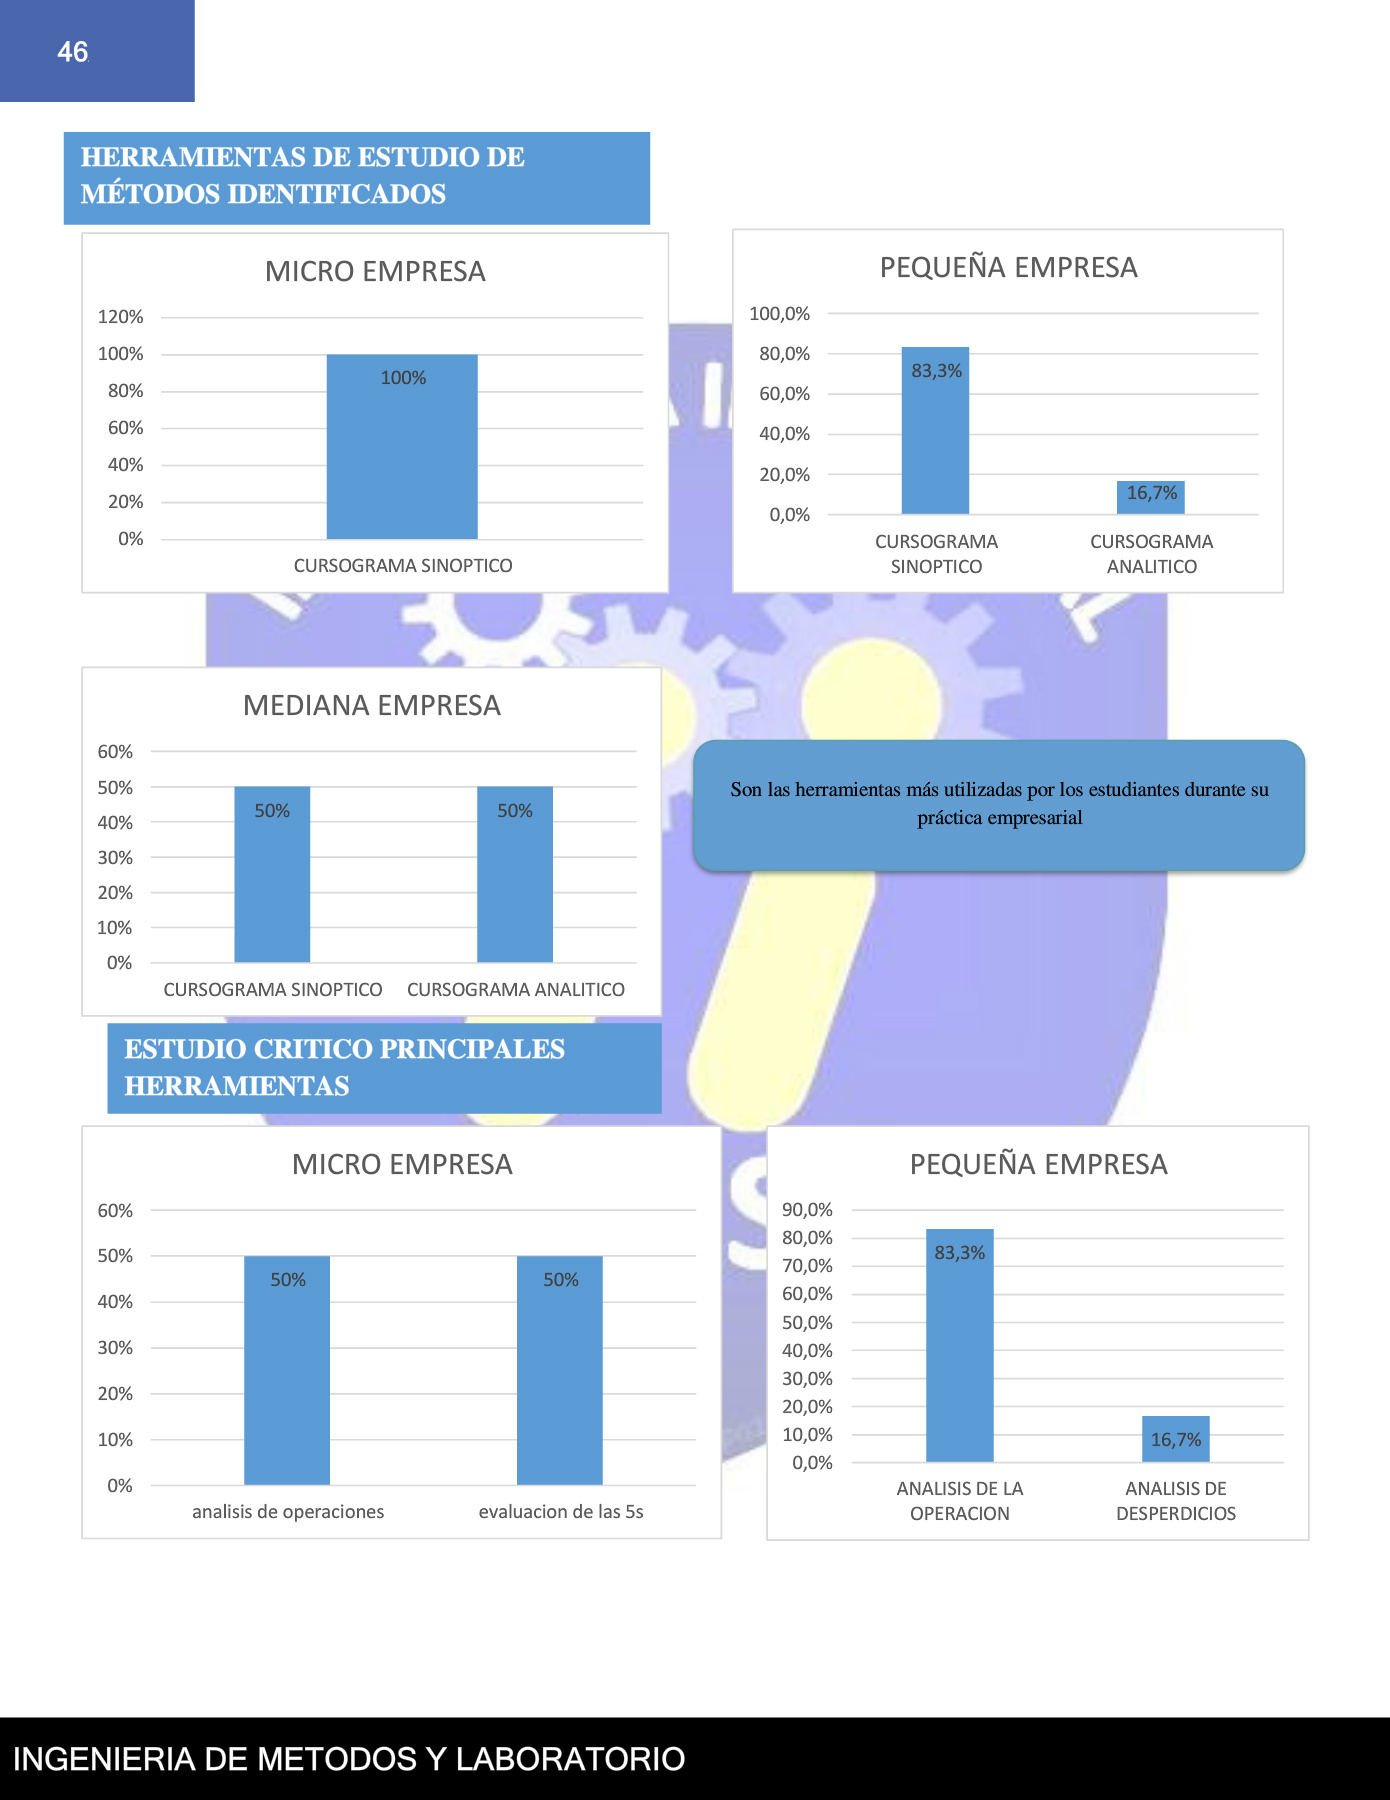 46
HERRAMIENTAS DE ESTUDIO DE
MÉTODOS IDENTIFICADOS
MICRO EMPRESA
120%
100%
80%
60%
40%
20%
0%
100%
CURSOGRAMA SINOPTICO
PEQUEÑA EMPRESA
100,0%
80,0%
60,0%
40,0%
20,0%
0,0%
83,3%
16,7%
CURSOGRAMA
SINOPTICO
CURSOGRAMA
ANALITICO
MEDIANA EMPRESA
60%
50%
40%
30%
20%
10%
0%
50%
50%
CURSOGRAMA SINOPTICO
CURSOGRAMA ANALITICO
Son las herramientas más utilizadas por los estudiantes durante su
práctica empresarial
ESTUDIO CRITICO PRINCIPALES
HERRAMIENTAS
MICRO EMPRESA
60%
50%
40%
30%
20%
10%
0%
50%
50%
analisis de operaciones
evaluacion de las 5s
PEQUEÑA EMPRESA
90,0%
80,0%
70,0%
60,0%
50,0%
40,0%
30,0%
20,0%
10,0%
0,0%
83,3%
16,7%
ANALISIS DE LA
OPERACION
ANALISIS DE
DESPERDICIOS
INGENIERIA DE METODOS Y LABORATORIO